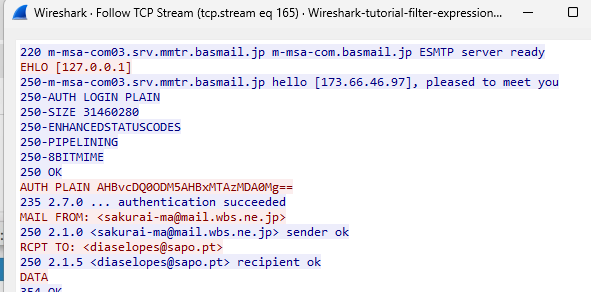 Wireshark · Follow TCP Stream (tcp.stream eq 165) · Wireshark-tutorial-filter-expression...
220 m-msa-com03.srv.mmtr.basmail.jp m-msa-com.basmail.jp ESMTP server ready
EHLO [127.0.0.1]
250-m-msa-com03.srv.mmtr.basmail.jp hello [173.66.46.97], pleased to meet you
250-AUTH LOGIN PLAIN
250-SIZE 31460280
250-ENHANCEDSTATUSCODES
250-PIPELINING
250-8BITMIME
250 OK
AUTH PLAIN AHBvcDQ0ODM5AHBxMTAzMDA0Mg==
235 2.7.0 ... authentication succeeded
MAIL FROM: <sakurai-ma@mail.wbs.ne.jp>
250 2.1.0 <sakurai-ma@mail.wbs.ne.jp> sender ok
RCPT TO: <diaselopes@sapo.pt>
250 2.1.5 <diaselopes@sapo.pt> recipient ok
DATA
354 OK